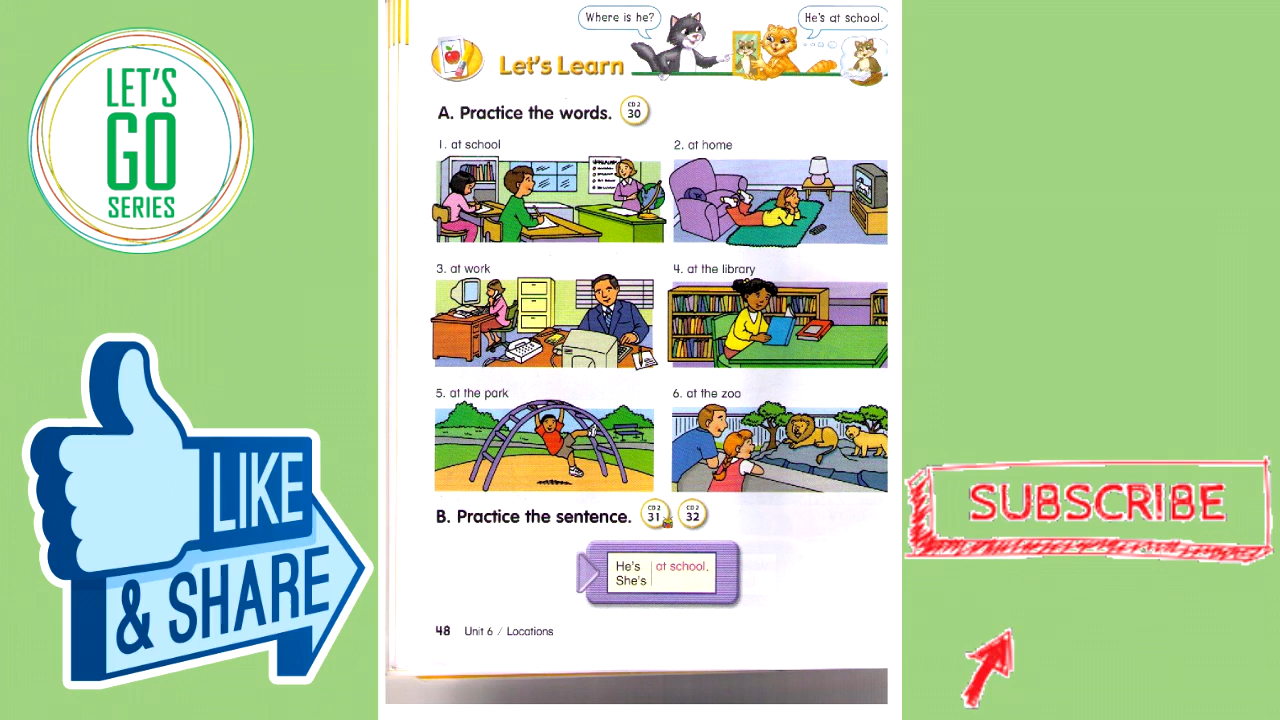 LET'S
GO
SERIES
LIKE
& SHARE
Where is he?
He's at school.
Let's Learn
A. Practice the words.
CD 2
30
1. at school
2. at home
3. at work
4. at the library
5. at the park
6. at the zoo
B. Practice the sentence.
CD 2
31
CD 2
32
He's
She's
at school.
48 Unit 6 / Locations
SUBSCRIBE